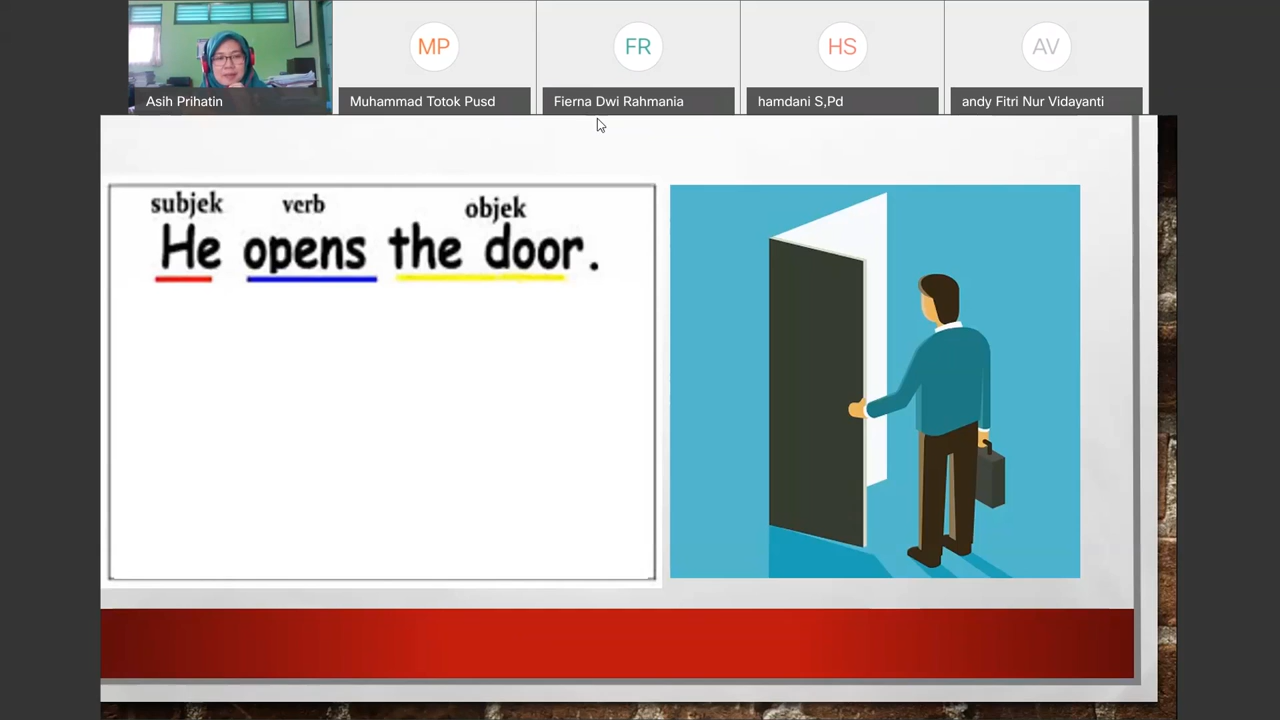 MP FR HS AV
Asih Prihatin Muhammad Totok Pusd Fierna Dwi Rahmania hamdani S,Pd andy Fitri Nur Vidayanti
subjek verb objek
He opens the door.